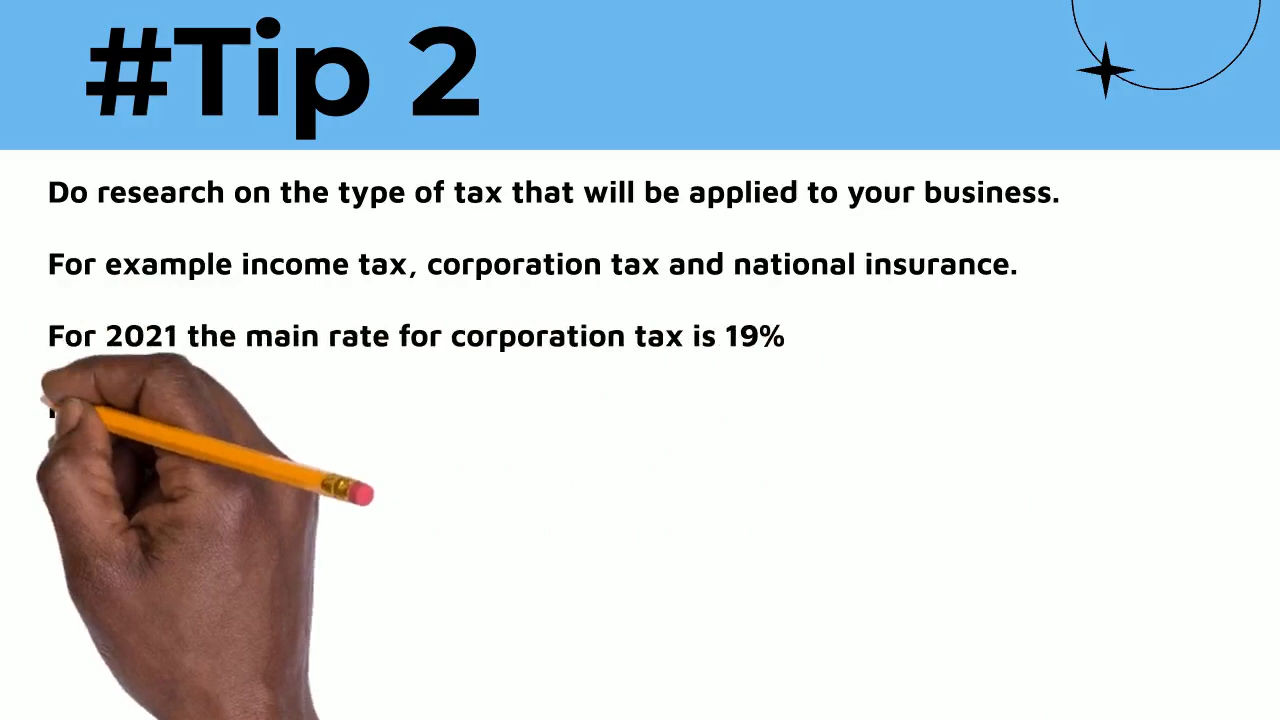 #Tip 2
Do research on the type of tax that will be applied to your business.
For example income tax, corporation tax and national insurance.
For 2021 the main rate for corporation tax is 19%